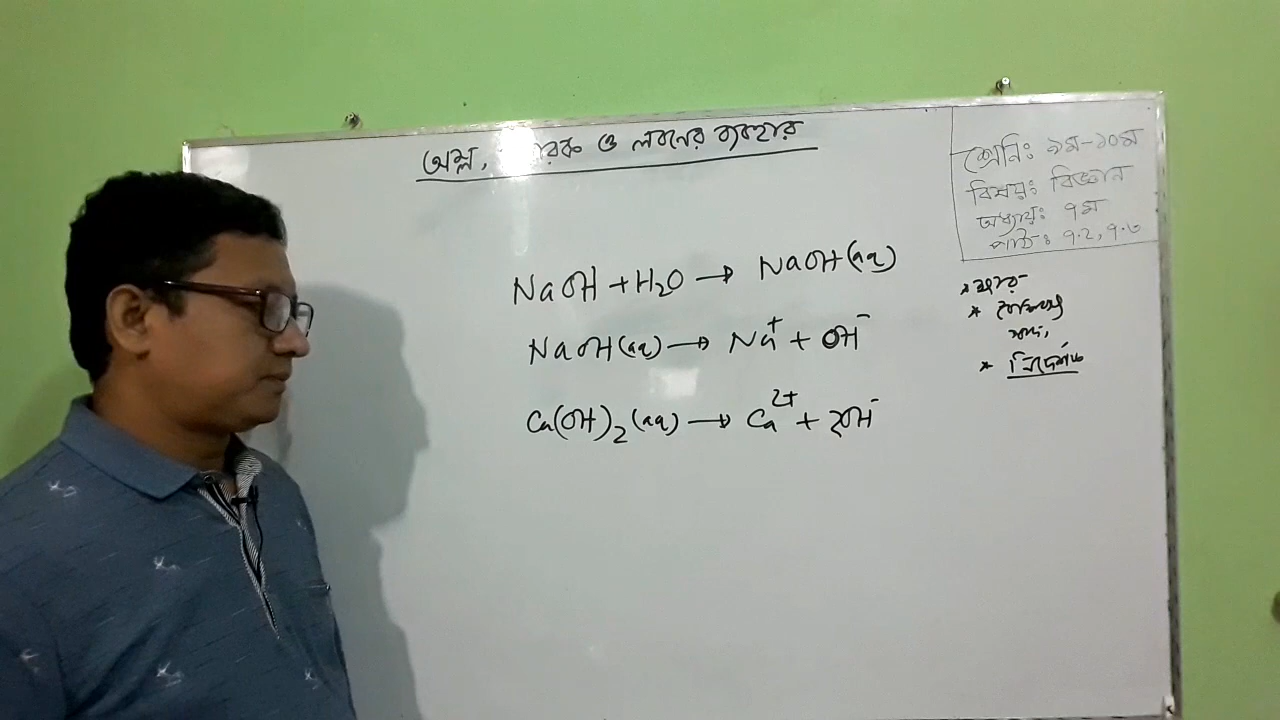 অম্ল, ারক ও লবনের ব্যবহার
শ্রেনি: ৯ম-১০ম
বিষয়: বিজ্ঞান
অধ্যায়: ৭ম
পাঠ: ৭.২, ৭.৩
NaOH + H₂O → NaOH(aq)
NaOH(aq) → Na⁺ + OH⁻
Ca(OH)₂(aq) → Ca²⁺ + 2OH⁻
* ক্ষার
*
* নির্দেশক